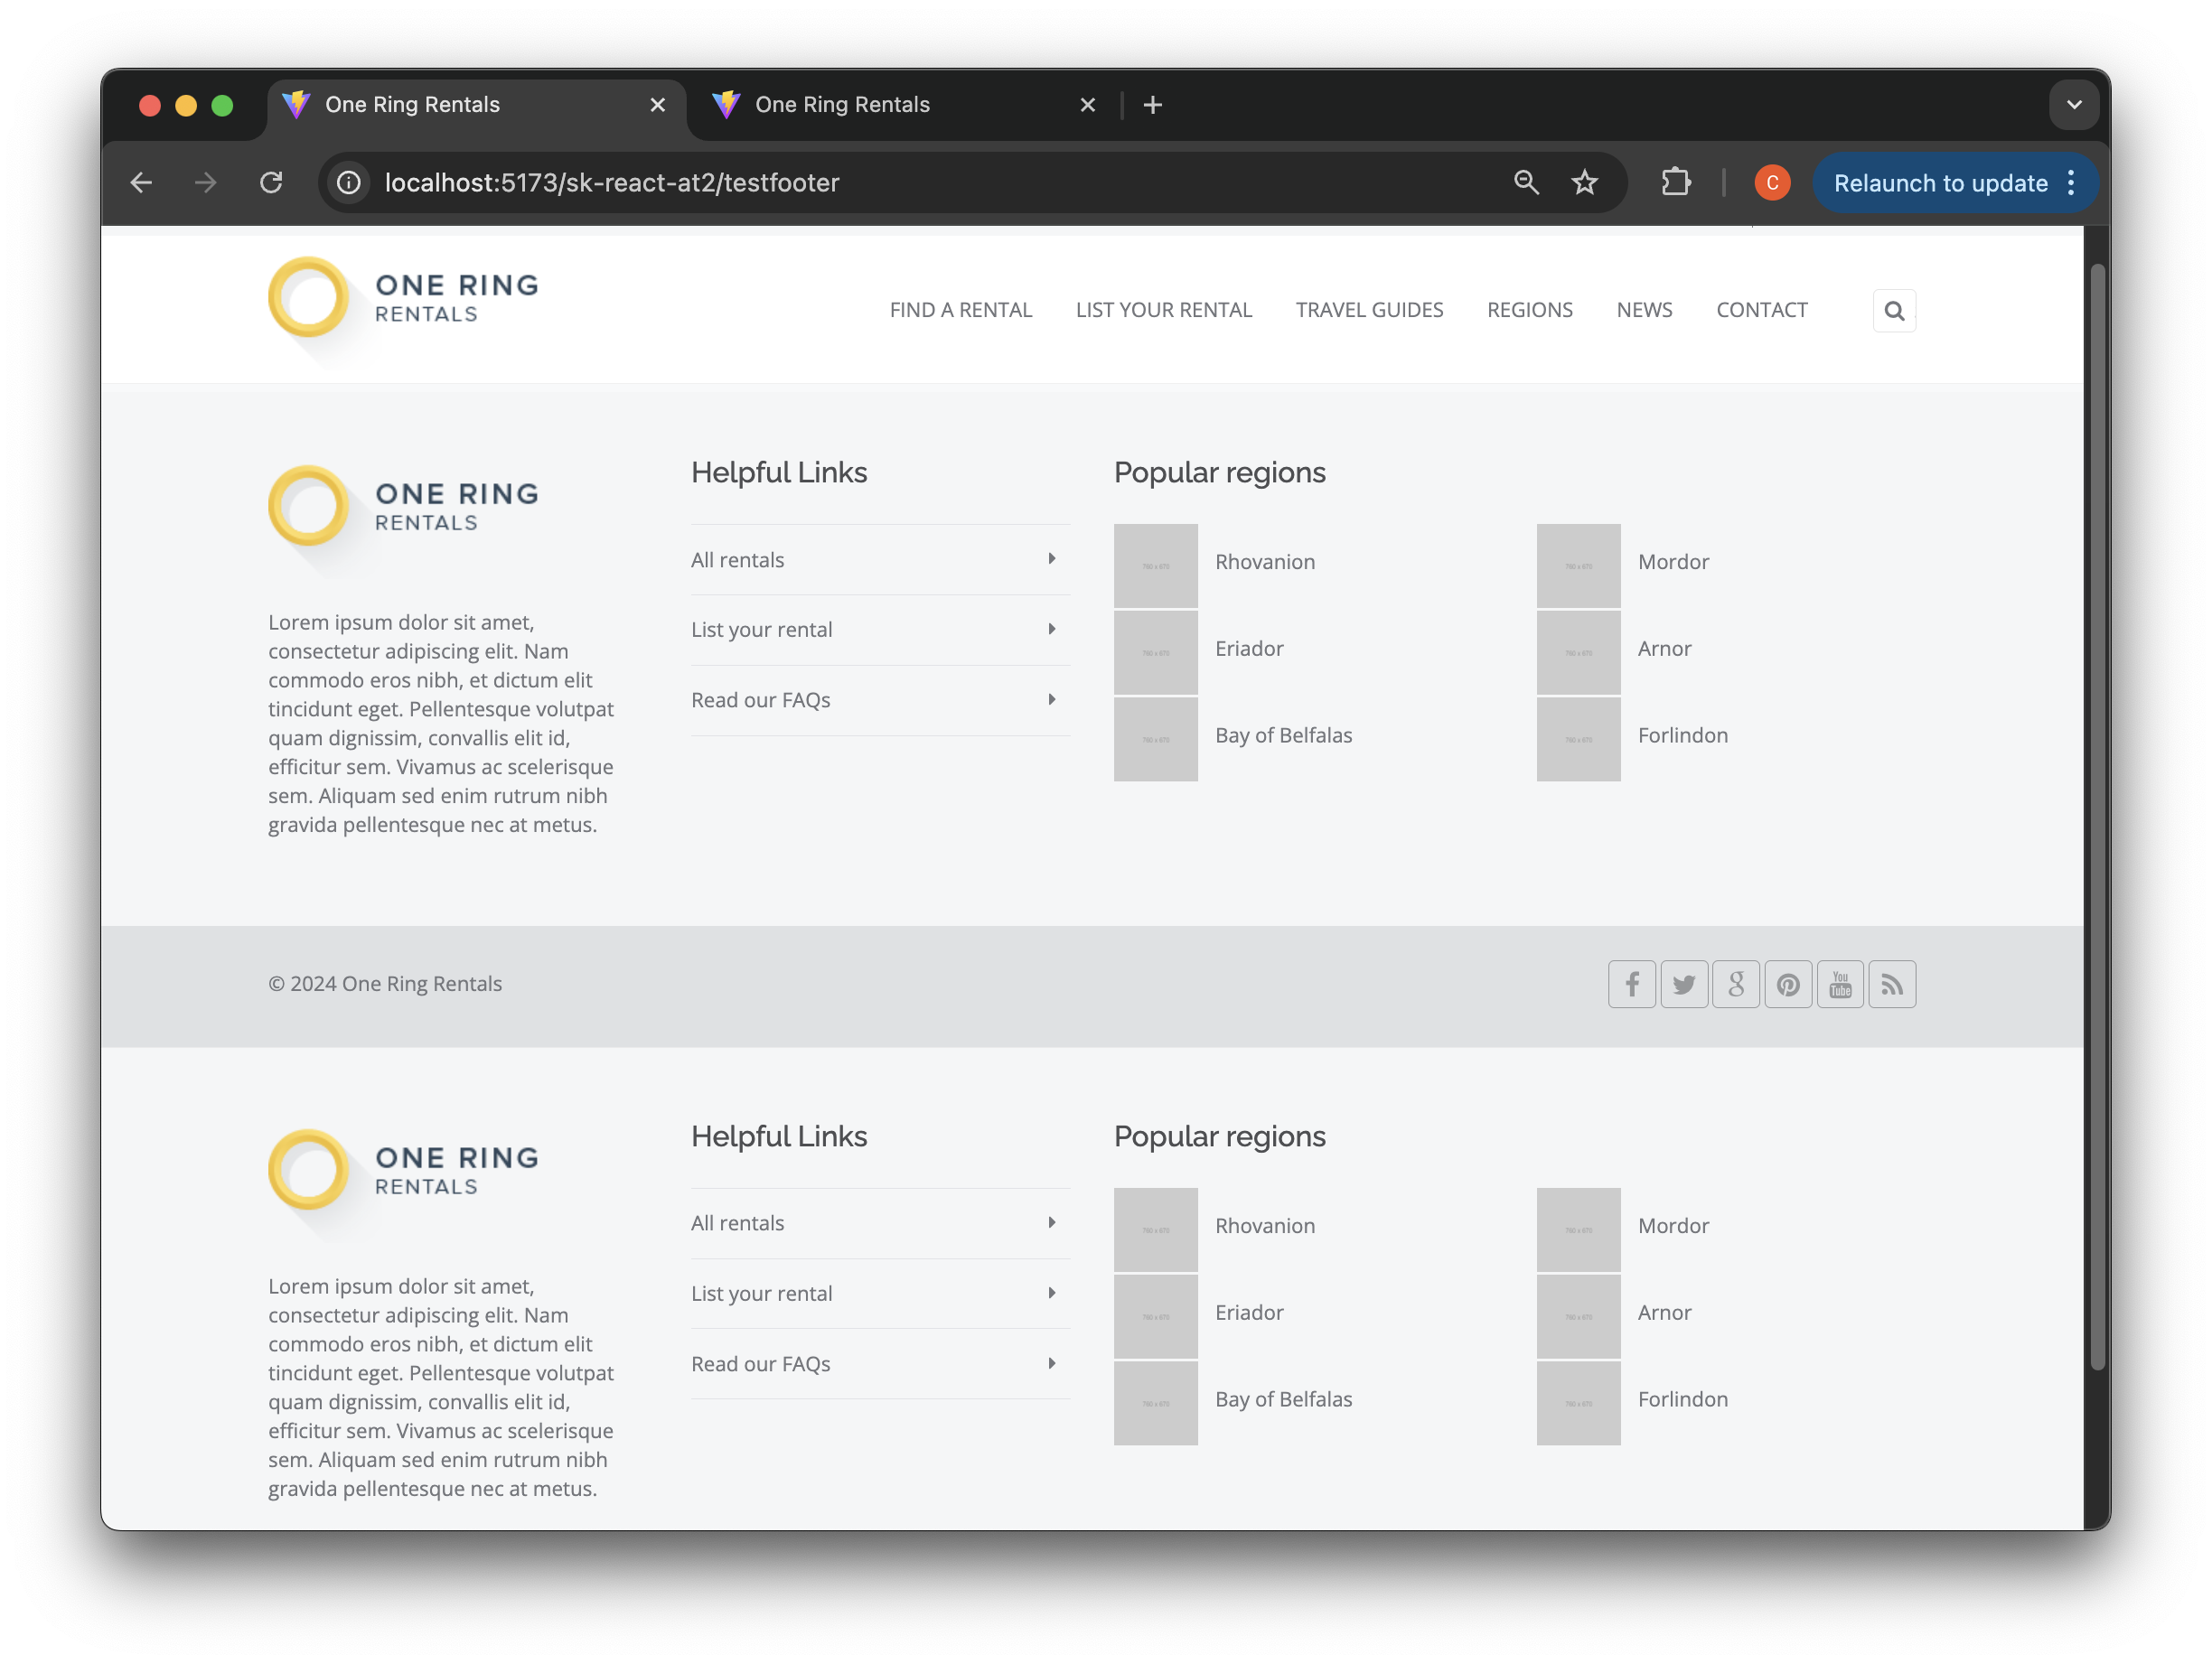 One Ring Rentals
One Ring Rentals
localhost:5173/sk-react-at2/testfooter
C
Relaunch to update
ONE RING
RENTALS
FIND A RENTAL
LIST YOUR RENTAL
TRAVEL GUIDES
REGIONS
NEWS
CONTACT
ONE RING
RENTALS
Lorem ipsum dolor sit amet,
consectetur adipiscing elit. Nam
commodo eros nibh, et dictum elit
tincidunt eget. Pellentesque volutpat
quam dignissim, convallis elit id,
efficitur sem. Vivamus ac scelerisque
sem. Aliquam sed enim rutrum nibh
gravida pellentesque nec at metus.
Helpful Links
All rentals
List your rental
Read our FAQs
Popular regions
Rhovanion
Eriador
Bay of Belfalas
Mordor
Arnor
Forlindon
© 2024 One Ring Rentals
You
Tube
ONE RING
RENTALS
Lorem ipsum dolor sit amet,
consectetur adipiscing elit. Nam
commodo eros nibh, et dictum elit
tincidunt eget. Pellentesque volutpat
quam dignissim, convallis elit id,
efficitur sem. Vivamus ac scelerisque
sem. Aliquam sed enim rutrum nibh
gravida pellentesque nec at metus.
Helpful Links
All rentals
List your rental
Read our FAQs
Popular regions
Rhovanion
Eriador
Bay of Belfalas
Mordor
Arnor
Forlindon